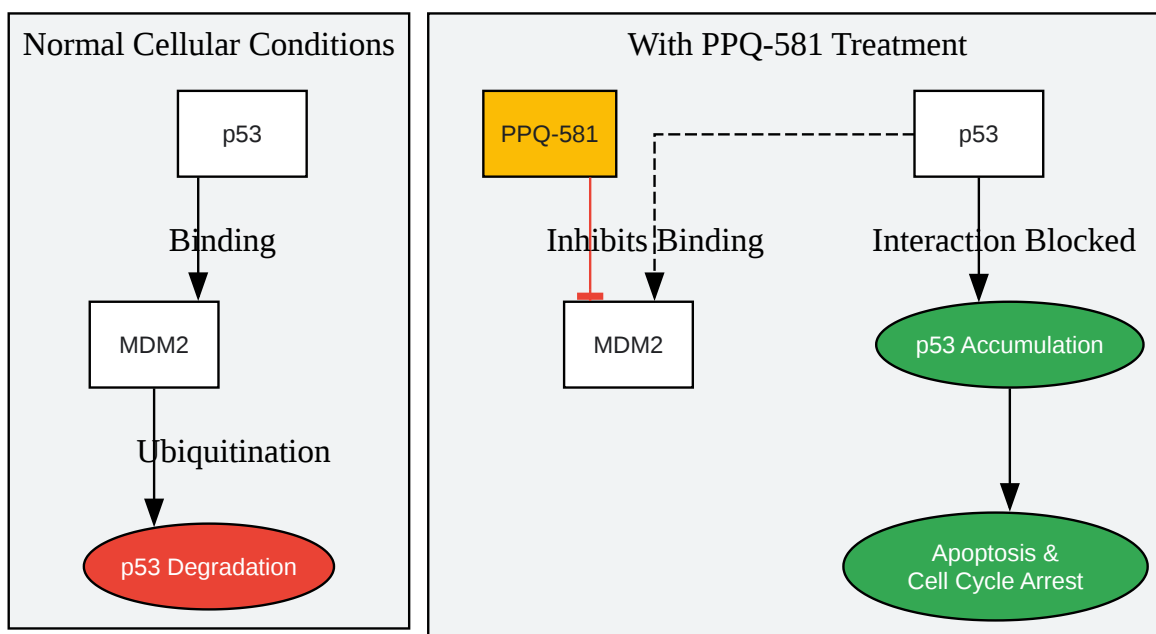 Normal Cellular Conditions
p53
Binding
MDM2
Ubiquitination
p53 Degradation
With PPQ-581 Treatment
PPQ-581
p53
Inhibits Binding
Interaction Blocked
MDM2
p53 Accumulation
Apoptosis &
Cell Cycle Arrest